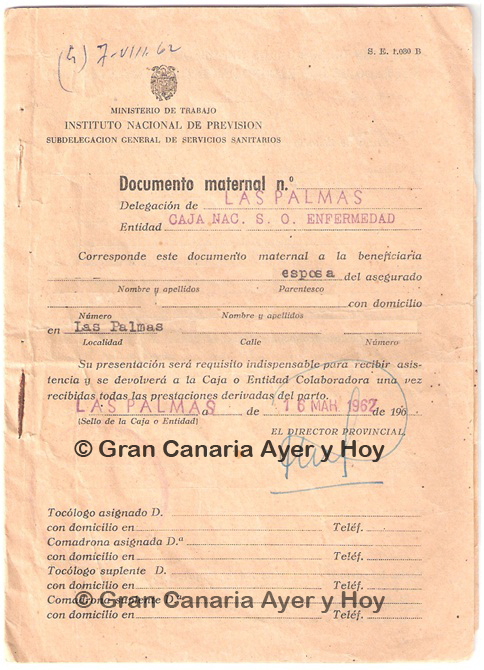 (4) 7-VIII-62
S. E. 1.080 B
MINISTERIO DE TRABAJO
INSTITUTO NACIONAL DE PREVISION
SUBDELEGACION GENERAL DE SERVICIOS SANITARIOS
Documento maternal n.º
Delegación de LAS PALMAS
Entidad CAJA NAC. S. O. ENFERMEDAD
Corresponde este documento maternal a la beneficiaria
esposa del asegurado
Nombre y apellidos Parentesco
con domicilio
Número Nombre y apellidos
en Las Palmas
Localidad Calle Número
Su presentación será requisito indispensable para recibir asis-
tencia y se devolverá a la Caja o Entidad Colaboradora una vez
recibidas todas las prestaciones derivadas del parto.
LAS PALMAS a de 16 MAR 1962 de 196
(Sello de la Caja o Entidad) EL DIRECTOR PROVINCIAL,
© Gran Canaria Ayer y Hoy
Tocólogo asignado D.
con domicilio en Teléf.
Comadrona asignada D.ª
con domicilio en Teléf.
Tocólogo suplente D.
con domicilio en Teléf.
Comadrona suplente D.ª
© Gran Canaria Ayer y Hoy
con domicilio en Teléf.